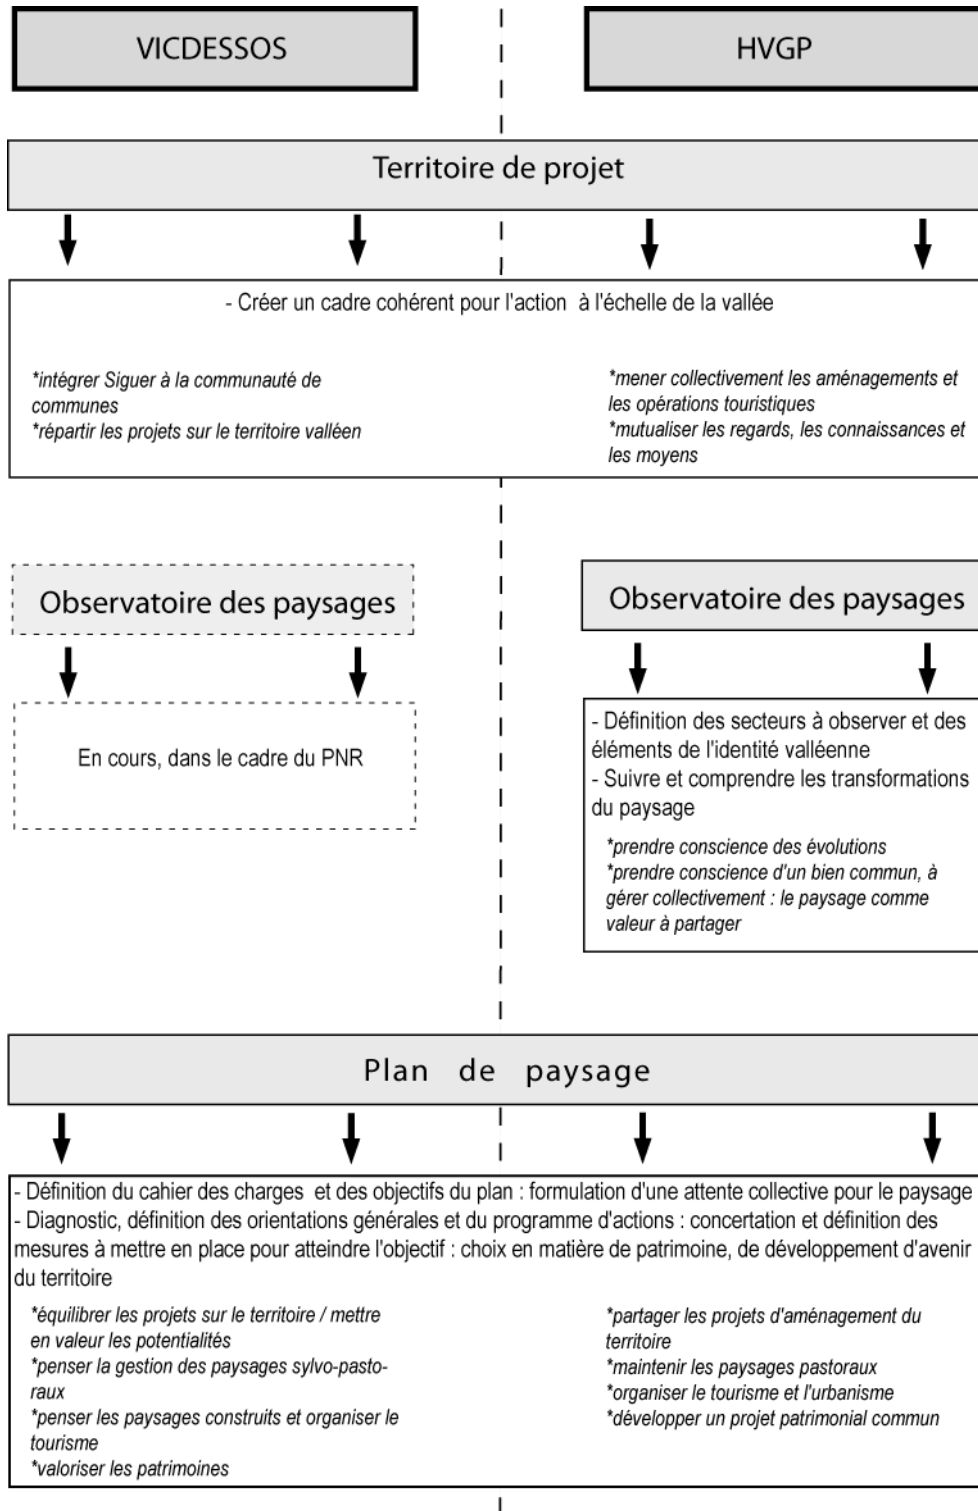 VICDESSOS
HVGP
Territoire de projet
- Créer un cadre cohérent pour l'action à l'échelle de la vallée
*intégrer Siguer à la communauté de
communes
*répartir les projets sur le territoire valléen
*mener collectivement les aménagements et
les opérations touristiques
*mutualiser les regards, les connaissances et
les moyens
Observatoire des paysages
En cours, dans le cadre du PNR
Observatoire des paysages
- Définition des secteurs à observer et des
éléments de l'identité valléenne
- Suivre et comprendre les transformations
du paysage
*prendre conscience des évolutions
*prendre conscience d'un bien commun, à
gérer collectivement : le paysage comme
valeur à partager
Plan de paysage
- Définition du cahier des charges et des objectifs du plan : formulation d'une attente collective pour le paysage
- Diagnostic, définition des orientations générales et du programme d'actions : concertation et définition des
mesures à mettre en place pour atteindre l'objectif : choix en matière de patrimoine, de développement d'avenir
du territoire
*équilibrer les projets sur le territoire / mettre
en valeur les potentialités
*penser la gestion des paysages sylvo-pasto-
raux
*penser les paysages construits et organiser le
tourisme
*valoriser les patrimoines
*partager les projets d'aménagement du
territoire
*maintenir les paysages pastoraux
*organiser le tourisme et l'urbanisme
*développer un projet patrimonial commun